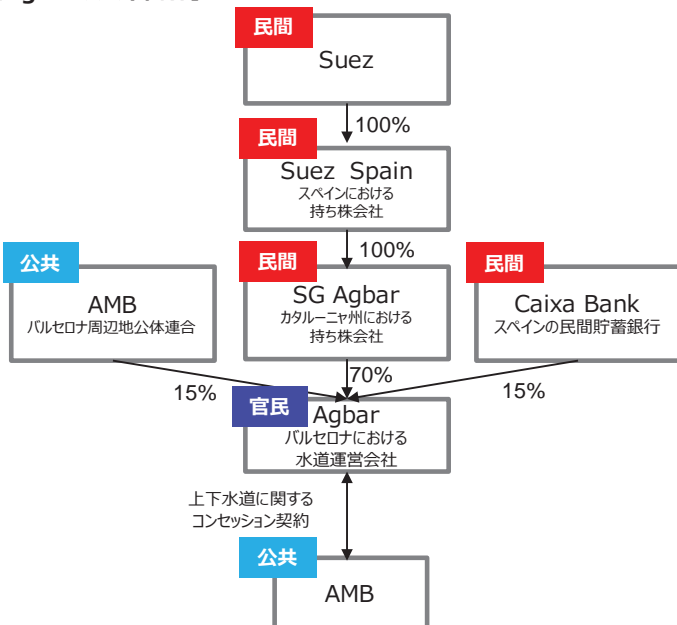 民間
Suez
100%
民間
Suez Spain
スペインにおける
持ち株会社
100%
公共
AMB
バルセロナ周辺地公体連合
民間
SG Agbar
カタルーニャ州における
持ち株会社
民間
Caixa Bank
スペインの民間貯蓄銀行
15%
70%
15%
官民
Agbar
バルセロナにおける
水道運営会社
上下水道に関する
コンセッション契約
公共
AMB